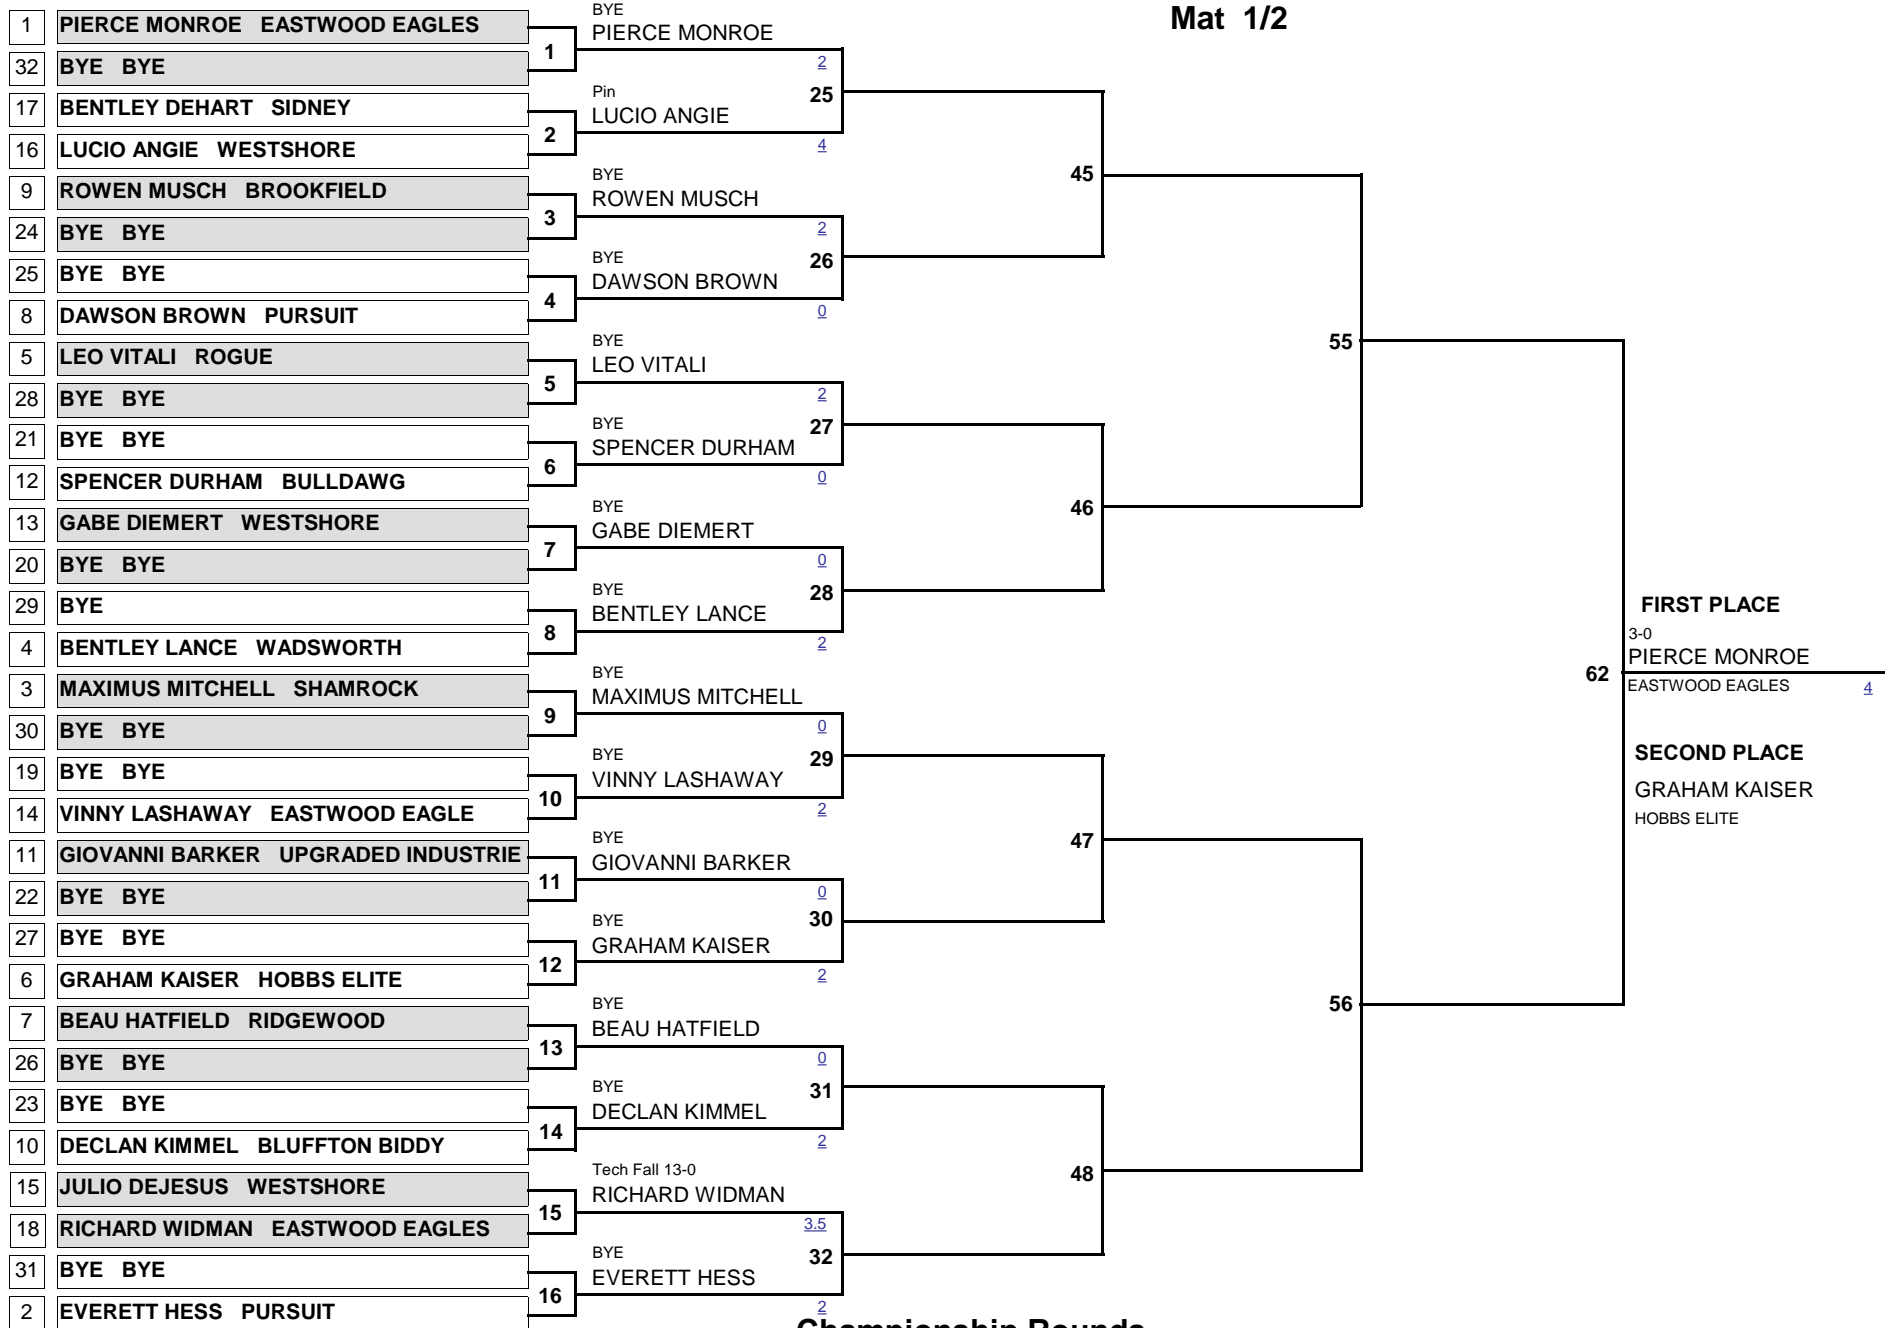 Mat 1/2
1 PIERCE MONROE EASTWOOD EAGLES
32 BYE BYE
17 BENTLEY DEHART SIDNEY
16 LUCIO ANGIE WESTSHORE
9 ROWEN MUSCH BROOKFIELD
24 BYE BYE
25 BYE BYE
8 DAWSON BROWN PURSUIT
5 LEO VITALI ROGUE
28 BYE BYE
21 BYE BYE
12 SPENCER DURHAM BULLDAWG
13 GABE DIEMERT WESTSHORE
20 BYE BYE
29 BYE
4 BENTLEY LANCE WADSWORTH
3 MAXIMUS MITCHELL SHAMROCK
30 BYE BYE
19 BYE BYE
14 VINNY LASHAWAY EASTWOOD EAGLE
11 GIOVANNI BARKER UPGRADED INDUSTRIE
22 BYE BYE
27 BYE BYE
6 GRAHAM KAISER HOBBS ELITE
7 BEAU HATFIELD RIDGEWOOD
26 BYE BYE
23 BYE BYE
10 DECLAN KIMMEL BLUFFTON BIDDY
15 JULIO DEJESUS WESTSHORE
18 RICHARD WIDMAN EASTWOOD EAGLES
31 BYE BYE
2 EVERETT HESS PURSUIT
1
2
3
4
5
6
7
8
9
10
11
12
13
14
15
16
BYE
PIERCE MONROE
2
25
Pin
LUCIO ANGIE
4
BYE
ROWEN MUSCH
2
26
BYE
DAWSON BROWN
0
BYE
LEO VITALI
2
27
BYE
SPENCER DURHAM
0
BYE
GABE DIEMERT
0
28
BYE
BENTLEY LANCE
2
BYE
MAXIMUS MITCHELL
0
29
BYE
VINNY LASHAWAY
2
BYE
GIOVANNI BARKER
0
30
BYE
GRAHAM KAISER
2
BYE
BEAU HATFIELD
0
31
BYE
DECLAN KIMMEL
2
Tech Fall 13-0
RICHARD WIDMAN
3.5
32
BYE
EVERETT HESS
2
45
46
47
48
55
56
62
FIRST PLACE
3-0
PIERCE MONROE
EASTWOOD EAGLES 4
SECOND PLACE
GRAHAM KAISER
HOBBS ELITE
Championship Rounds